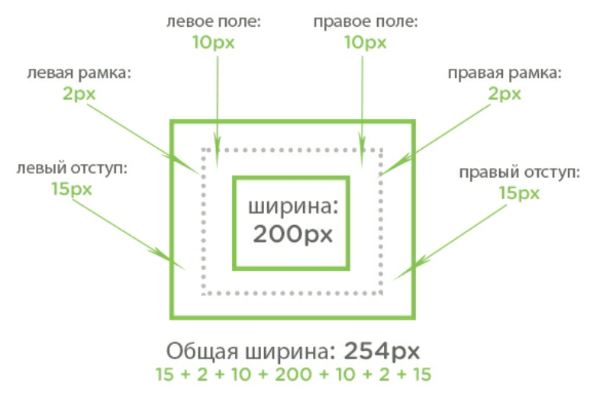 левое поле:
10px
правое поле:
10px
левая рамка:
2px
правая рамка:
2px
левый отступ:
15px
правый отступ:
15px
ширина:
200px
Общая ширина: 254px
15 + 2 + 10 + 200 + 10 + 2 + 15